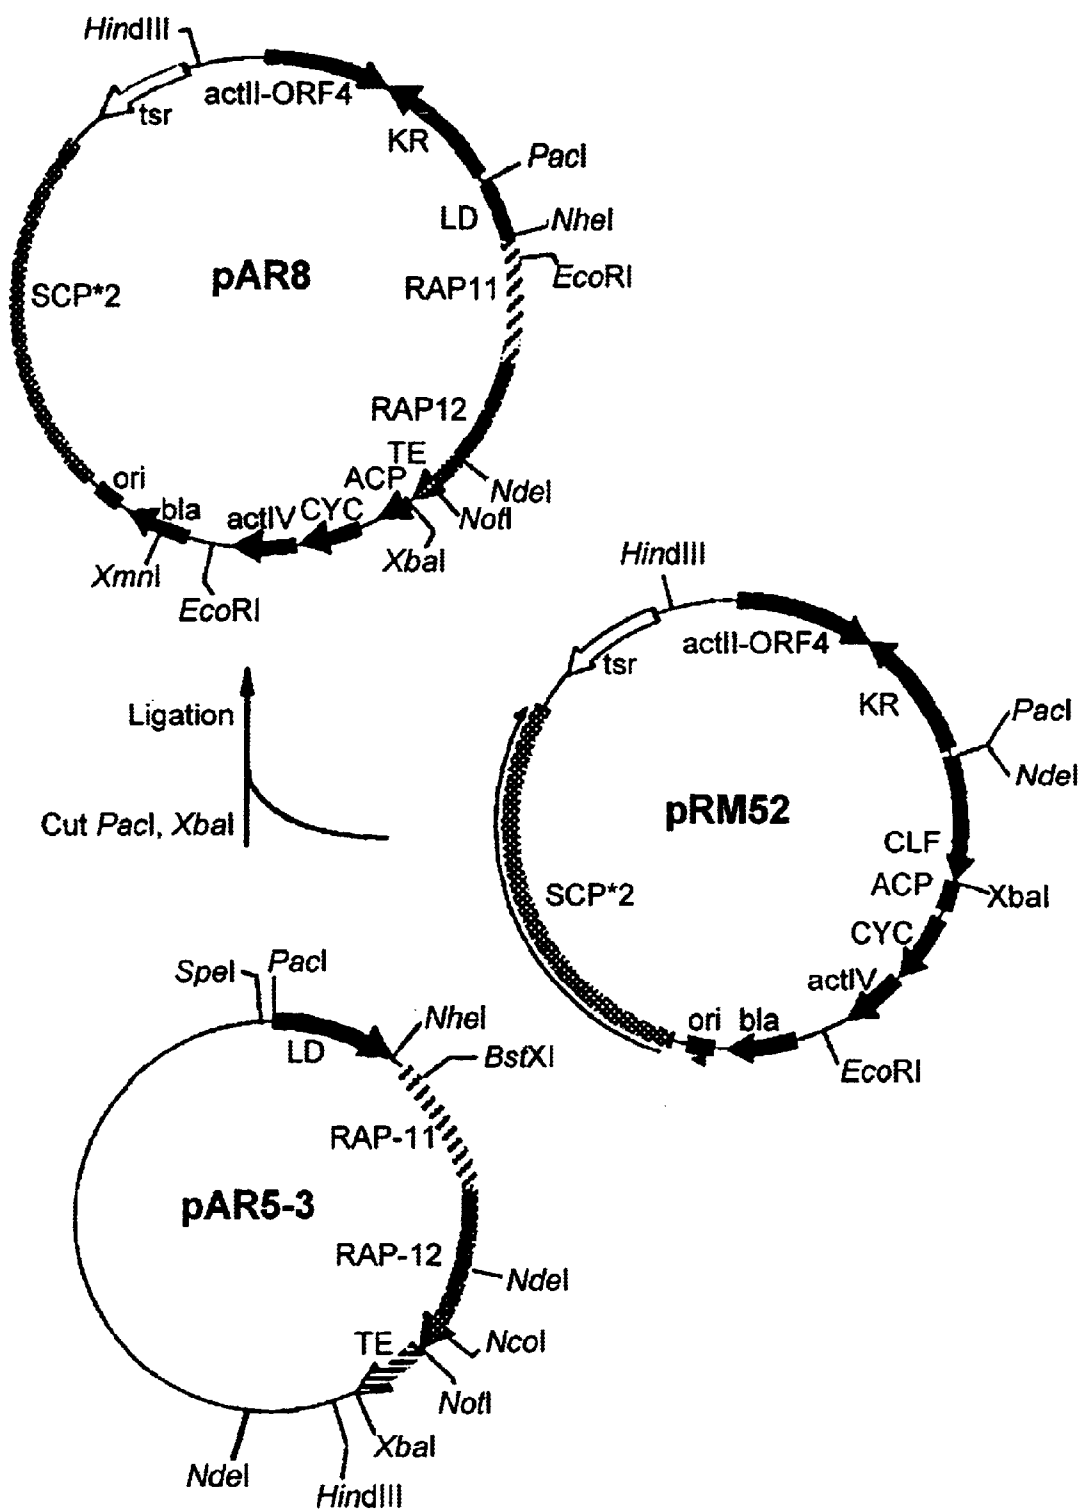 HindIII
actII-ORF4
tsr
KR
PacI
LD
NheI
pAR8
EcoRI
SCP*2
RAP11
RAP12
TE
ori
ACP
NdeI
bla
actIV
CYC
NotI
XmnI
XbaI
EcoRI
HindIII
actII-ORF4
tsr
KR
PacI
NdeI
pRM52
CLF
ACP
XbaI
SCP*2
CYC
actIV
ori
bla
EcoRI
Ligation
Cut PacI, XbaI
SpeI
PacI
NheI
LD
BstXI
RAP-11
pAR5-3
RAP-12
NdeI
TE
NcoI
NotI
XbaI
NdeI
HindIII